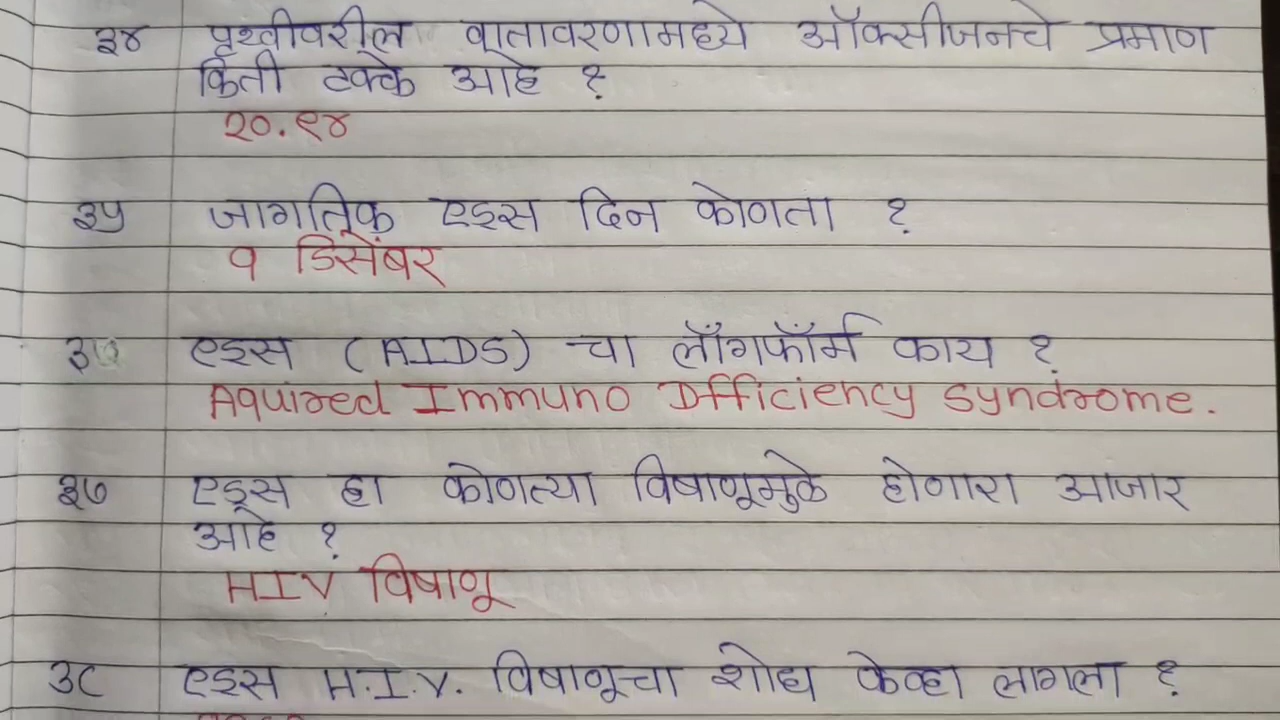 ३४ पृथ्वीवरील वातावरणामध्ये ऑक्सीजनचे प्रमाण
किती टक्के आहे ?
२०.९४
३५ जागतिक एड्स दिन कोणता ?
१ डिसेंबर
३६ एड्स (AIDS) चा लाँगफॉर्म काय ?
Aquired Immuno Dfficiency Syndrome.
३७ एड्स हा कोणत्या विषाणूमुळे होणारा आजार
आहे ?
HIV विषाणू
३८ एड्स H.I.V. विषाणूचा शोध केव्हा लागला ?